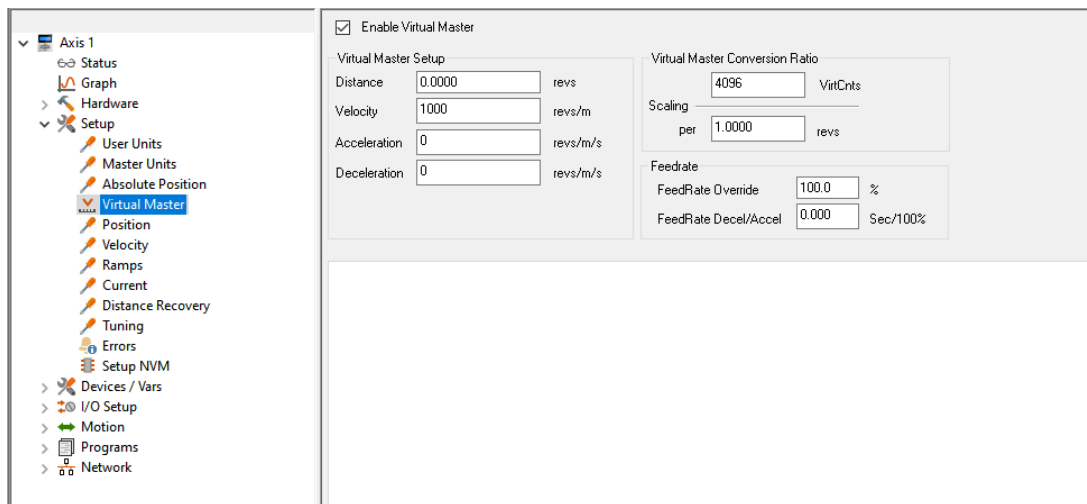 Axis 1
Status
Graph
Hardware
Setup
User Units
Master Units
Absolute Position
Virtual Master
Position
Velocity
Ramps
Current
Distance Recovery
Tuning
Errors
Setup NVM
Devices / Vars
I/O Setup
Motion
Programs
Network
Enable Virtual Master
Virtual Master Setup
Distance 0.0000 revs
Velocity 1000 revs/m
Acceleration 0 revs/m/s
Deceleration 0 revs/m/s
Virtual Master Conversion Ratio
4096 VirtCnts
Scaling
per 1.0000 revs
Feedrate
FeedRate Override 100.0 %
FeedRate Decel/Accel 0.000 Sec/100%